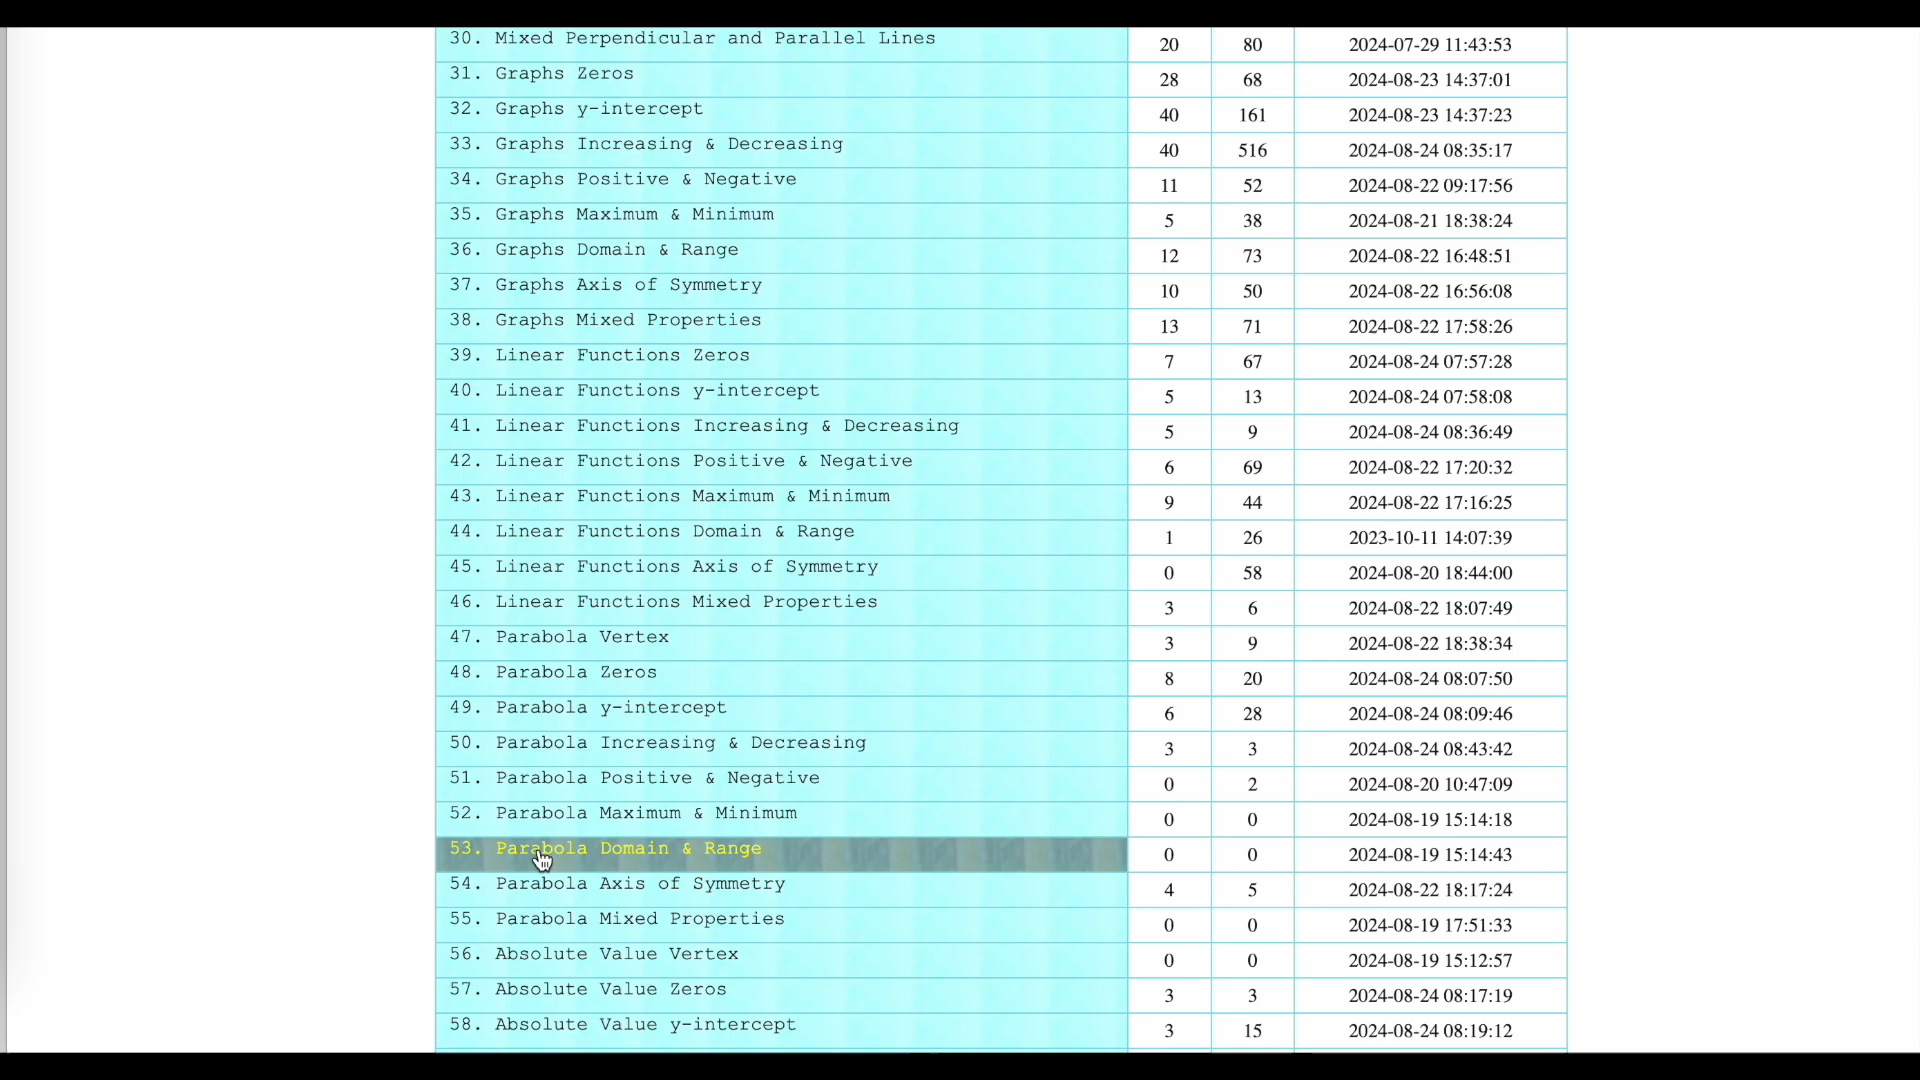 30. Mixed Perpendicular and Parallel Lines 20 80 2024-07-29 11:43:53
31. Graphs Zeros 28 68 2024-08-23 14:37:01
32. Graphs y-intercept 40 161 2024-08-23 14:37:23
33. Graphs Increasing & Decreasing 40 516 2024-08-24 08:35:17
34. Graphs Positive & Negative 11 52 2024-08-22 09:17:56
35. Graphs Maximum & Minimum 5 38 2024-08-21 18:38:24
36. Graphs Domain & Range 12 73 2024-08-22 16:48:51
37. Graphs Axis of Symmetry 10 50 2024-08-22 16:56:08
38. Graphs Mixed Properties 13 71 2024-08-22 17:58:26
39. Linear Functions Zeros 7 67 2024-08-24 07:57:28
40. Linear Functions y-intercept 5 13 2024-08-24 07:58:08
41. Linear Functions Increasing & Decreasing 5 9 2024-08-24 08:36:49
42. Linear Functions Positive & Negative 6 69 2024-08-22 17:20:32
43. Linear Functions Maximum & Minimum 9 44 2024-08-22 17:16:25
44. Linear Functions Domain & Range 1 26 2023-10-11 14:07:39
45. Linear Functions Axis of Symmetry 0 58 2024-08-20 18:44:00
46. Linear Functions Mixed Properties 3 6 2024-08-22 18:07:49
47. Parabola Vertex 3 9 2024-08-22 18:38:34
48. Parabola Zeros 8 20 2024-08-24 08:07:50
49. Parabola y-intercept 6 28 2024-08-24 08:09:46
50. Parabola Increasing & Decreasing 3 3 2024-08-24 08:43:42
51. Parabola Positive & Negative 0 2 2024-08-20 10:47:09
52. Parabola Maximum & Minimum 0 0 2024-08-19 15:14:18
53. Parabola Domain & Range 0 0 2024-08-19 15:14:43
54. Parabola Axis of Symmetry 4 5 2024-08-22 18:17:24
55. Parabola Mixed Properties 0 0 2024-08-19 17:51:33
56. Absolute Value Vertex 0 0 2024-08-19 15:12:57
57. Absolute Value Zeros 3 3 2024-08-24 08:17:19
58. Absolute Value y-intercept 3 15 2024-08-24 08:19:12